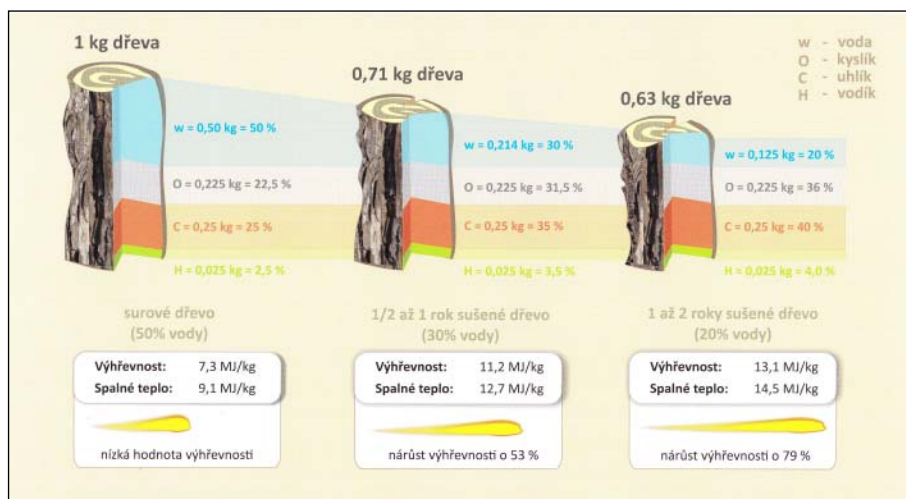 1 kg dřeva
w = 0,50 kg = 50 %
O = 0,225 kg = 22,5 %
C = 0,25 kg = 25 %
H = 0,025 kg = 2,5 %
0,71 kg dřeva
w = 0,214 kg = 30 %
O = 0,225 kg = 31,5 %
C = 0,25 kg = 35 %
H = 0,025 kg = 3,5 %
0,63 kg dřeva
w = 0,125 kg = 20 %
O = 0,225 kg = 36 %
C = 0,25 kg = 40 %
H = 0,025 kg = 4,0 %
w - voda
O - kyslík
C - uhlík
H - vodík
surové dřevo
(50% vody)
Výhřevnost: 7,3 MJ/kg
Spalné teplo: 9,1 MJ/kg
nízká hodnota výhřevnosti
1/2 až 1 rok sušené dřevo
(30% vody)
Výhřevnost: 11,2 MJ/kg
Spalné teplo: 12,7 MJ/kg
nárůst výhřevnosti o 53 %
1 až 2 roky sušené dřevo
(20% vody)
Výhřevnost: 13,1 MJ/kg
Spalné teplo: 14,5 MJ/kg
nárůst výhřevnosti o 79 %